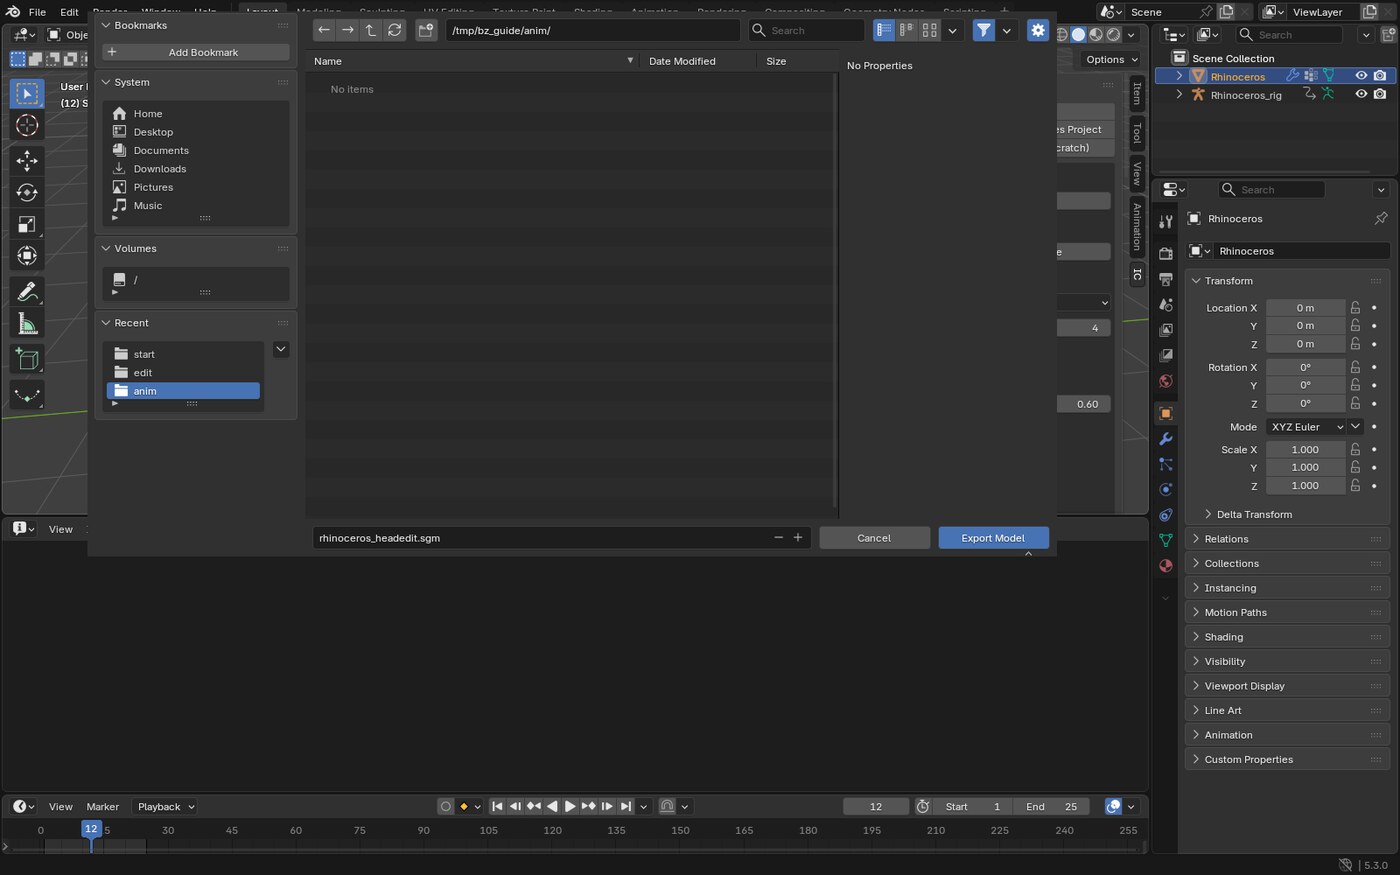 File Edit
Scene
ViewLayer
Bookmarks
Add Bookmark
System
Home
Desktop
Documents
Downloads
Pictures
Music
Volumes
/
Recent
start
edit
anim
/tmp/bz_guide/anim/
Search
Name Date Modified Size
No items
No Properties
rhinoceros_headedit.sgm
Cancel
Export Model
Options
Item
Tool
View
Animation
IC
4
0.60
Search
Scene Collection
Rhinoceros
Rhinoceros_rig
Search
Rhinoceros
Rhinoceros
Transform
Location X 0 m
Y 0 m
Z 0 m
Rotation X 0°
Y 0°
Z 0°
Mode XYZ Euler
Scale X 1.000
Y 1.000
Z 1.000
Delta Transform
Relations
Collections
Instancing
Motion Paths
Shading
Visibility
Viewport Display
Line Art
Animation
Custom Properties
View
View Marker Playback
12
Start 1
End 25
0 12 5 30 45 60 75 90 105 120 135 150 165 180 195 210 225 240 255
5.3.0